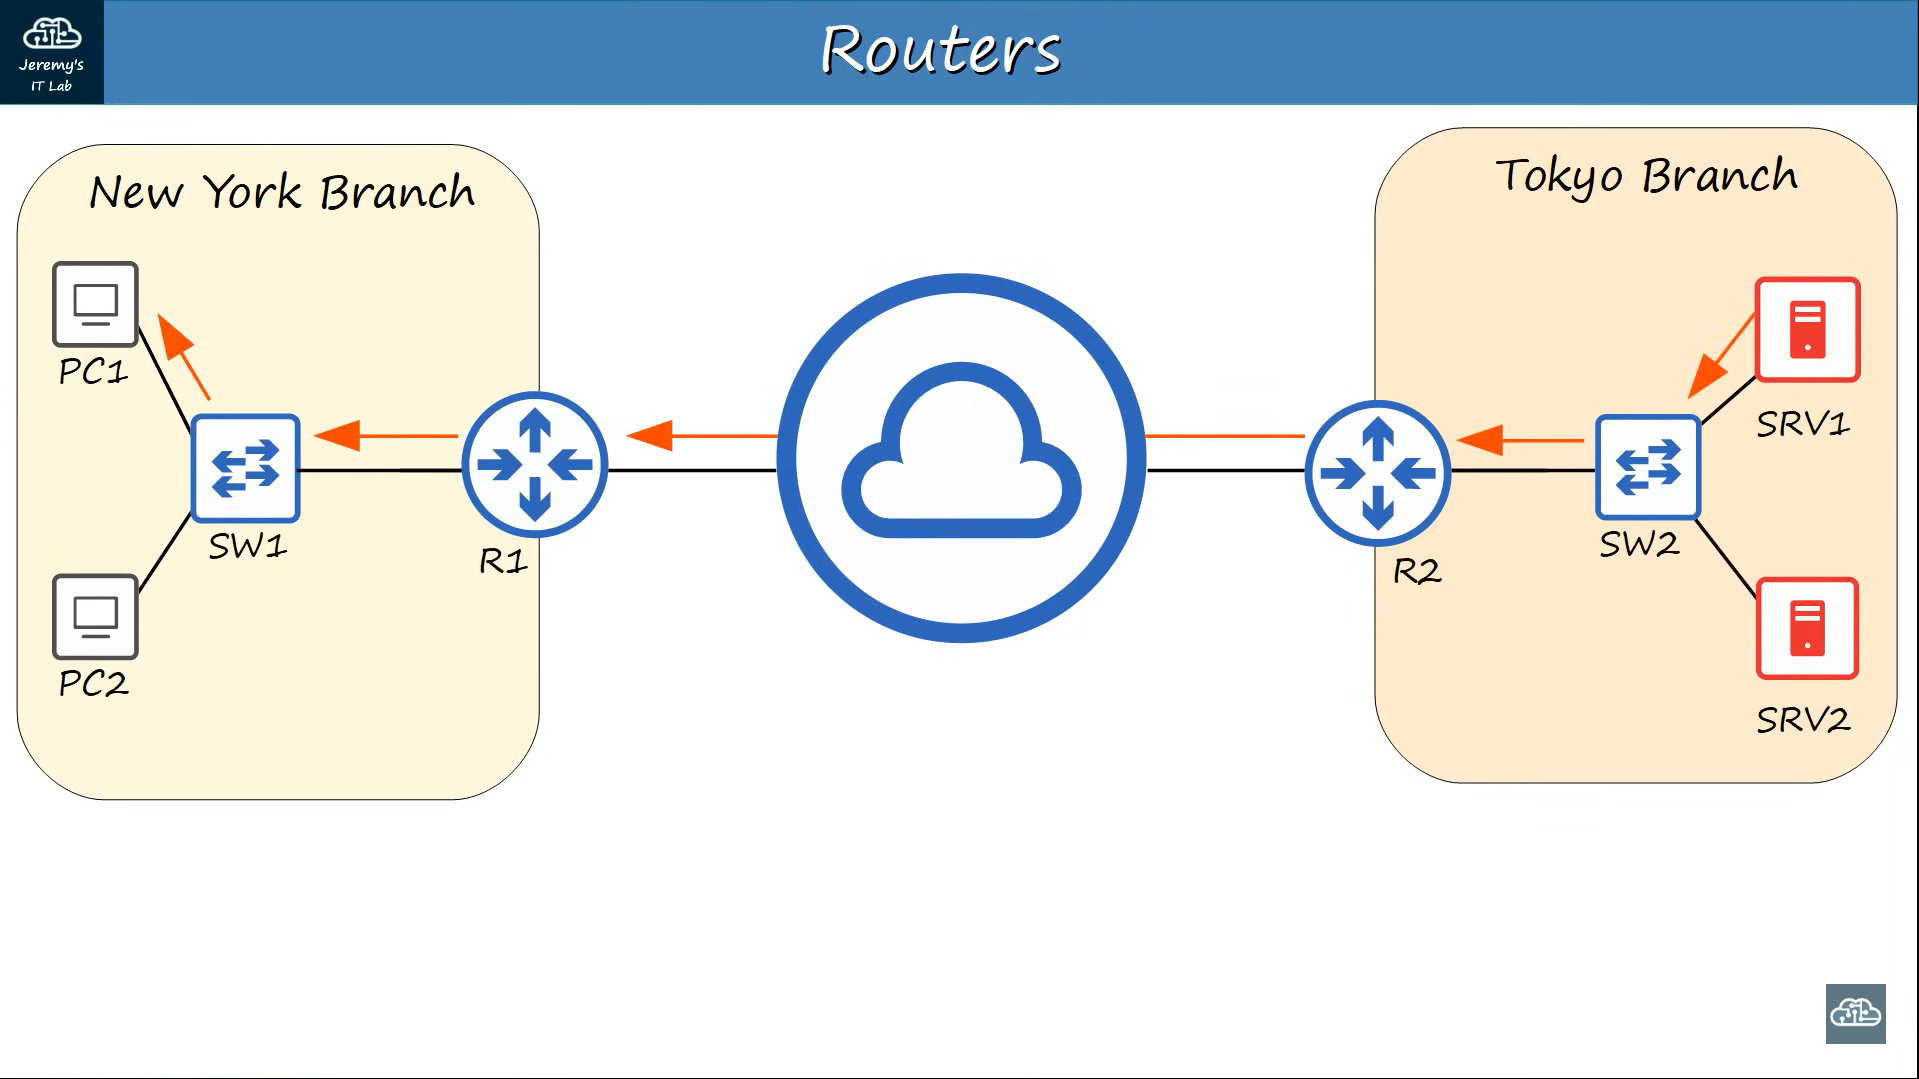 Jeremy's
IT Lab
Routers
New York Branch
Tokyo Branch
PC1
SRV1
SW1
R1
SW2
R2
PC2
SRV2